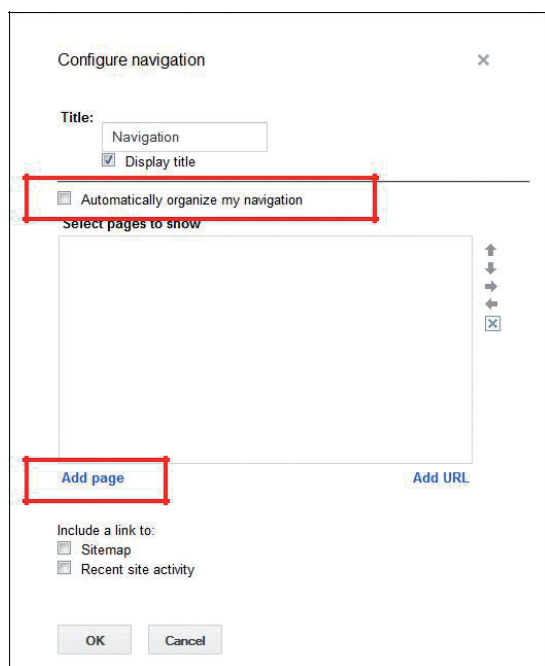 Configure navigation
Title:
Navigation
Display title
Automatically organize my navigation
Select pages to show
Add page
Add URL
Include a link to:
Sitemap
Recent site activity
OK
Cancel